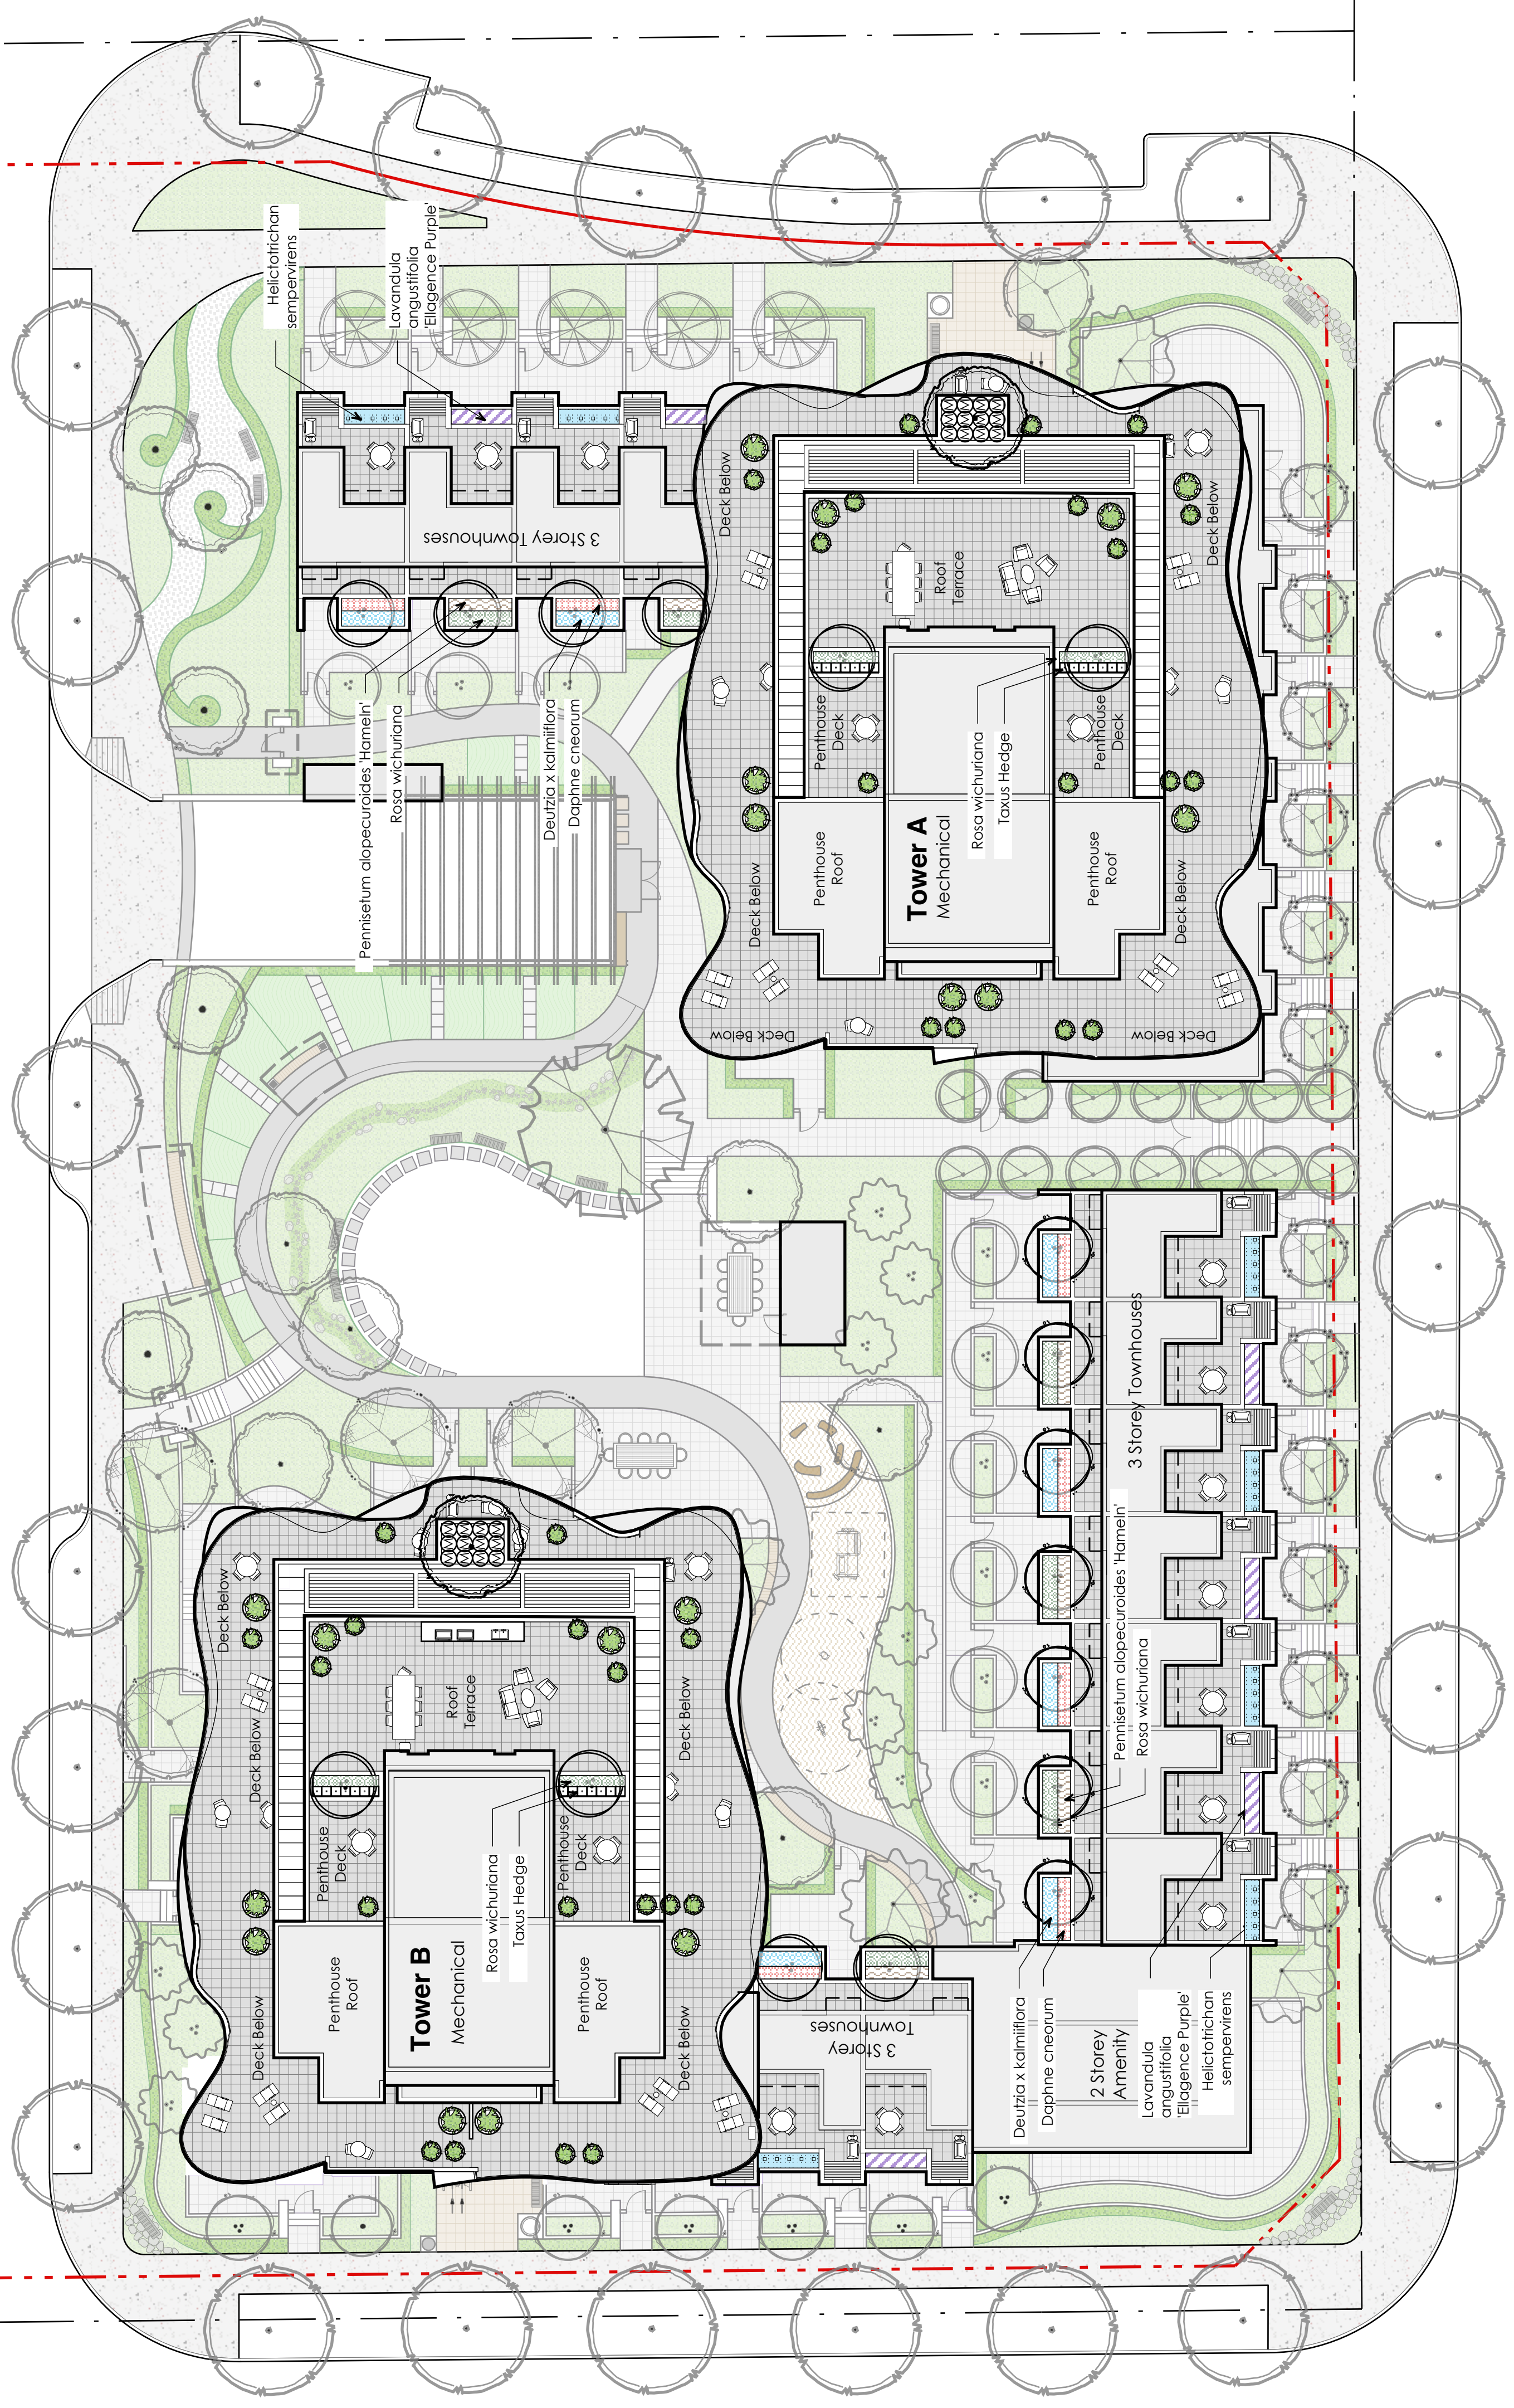 Helictotrichan
sempervirens
Lavandula
angustifolia
'Ellagence Purple'
3 Storey Townhouses
Pennisetum alopecuroides 'Hameln'
Rosa wichuriana
Deutzia x kalmiiflora
Daphne cneorum
Deck Below
Deck Below
Roof
Terrace
Penthouse
Deck
Penthouse
Deck
Rosa wichuriana
Taxus Hedge
Penthouse
Roof
Tower A
Mechanical
Penthouse
Roof
Deck Below
Deck Below
Deck Below
Deck Below
3 Storey Townhouses
Pennisetum alopecuroides 'Hameln'
Rosa wichuriana
Deck Below
Deck Below
Deck Below
Roof
Terrace
Penthouse
Deck
Penthouse
Deck
Rosa wichuriana
Taxus Hedge
Penthouse
Roof
Tower B
Mechanical
Penthouse
Roof
Deck Below
Deck Below
3 Storey
Townhouses
Deutzia x kalmiiflora
Daphne cneorum
2 Storey
Amenity
Lavandula
angustifolia
'Ellagence Purple'
Helictotrichan
sempervirens